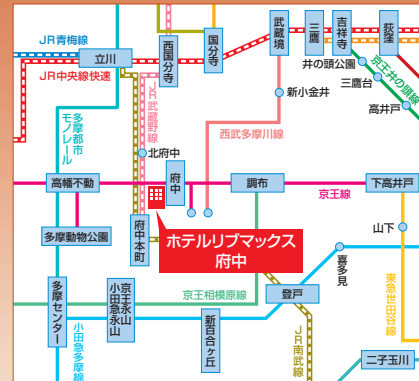 武蔵境
三鷹
吉祥寺
荻窪
西国分寺
国分寺
JR青梅線
立川
JR中央線快速
井の頭公園
京王井の頭線
三鷹台
新小金井
高井戸
JR武蔵野線
多摩都市
モノレール
西武多摩川線
北府中
高幡不動
府中
調布
下高井戸
京王線
多摩動物公園
府中本町
ホテルリブマックス
府中
山下
喜多見
東急世田谷線
多摩センター
京王永山
小田急永山
京王相模原線
登戸
小田急多摩線
新百合ヶ丘
JR南武線
二子玉川